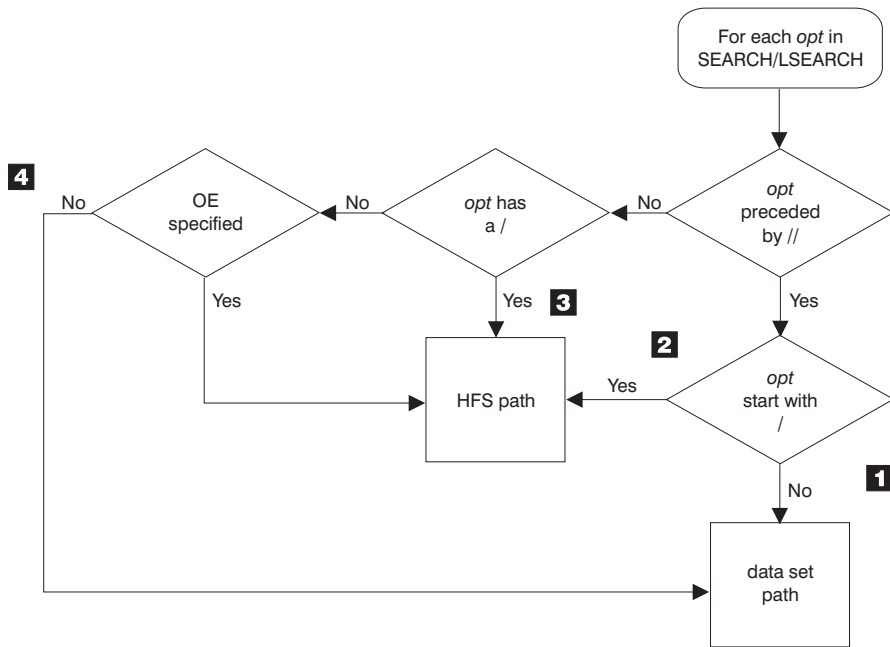 For each opt in
SEARCH/LSEARCH
4
No
OE
specified
No
opt has
a /
No
opt
preceded
by //
Yes
Yes
3
Yes
2
HFS path
Yes
opt
start with
/
1
No
data set
path